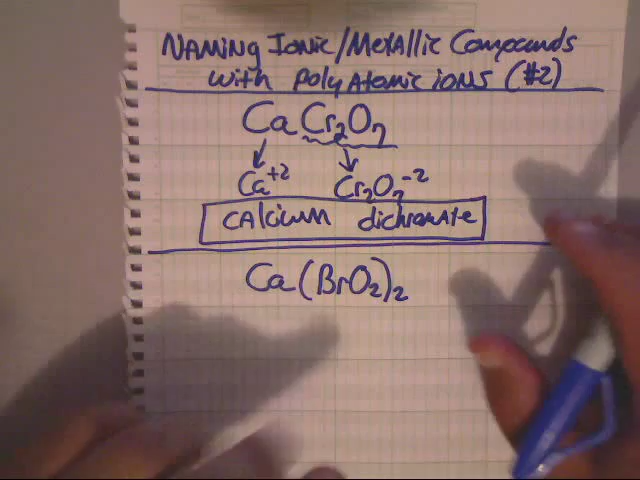 NAMING IONIC/METALLIC COMPOUNDS
WITH POLYATOMIC IONS (#2)
CaCr₂O₇
Ca⁺² Cr₂O₇⁻²
CALCIUM dichromate
Ca(BrO₂)₂